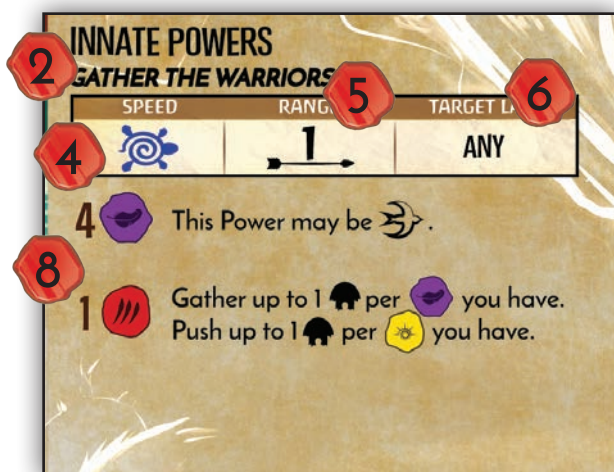 INNATE POWERS
2
GATHER THE WARRIORS
SPEED RANG 5 TARGET L 6
4 1 ANY
4 This Power may be .
8
1 Gather up to 1 per you have.
Push up to 1 per you have.